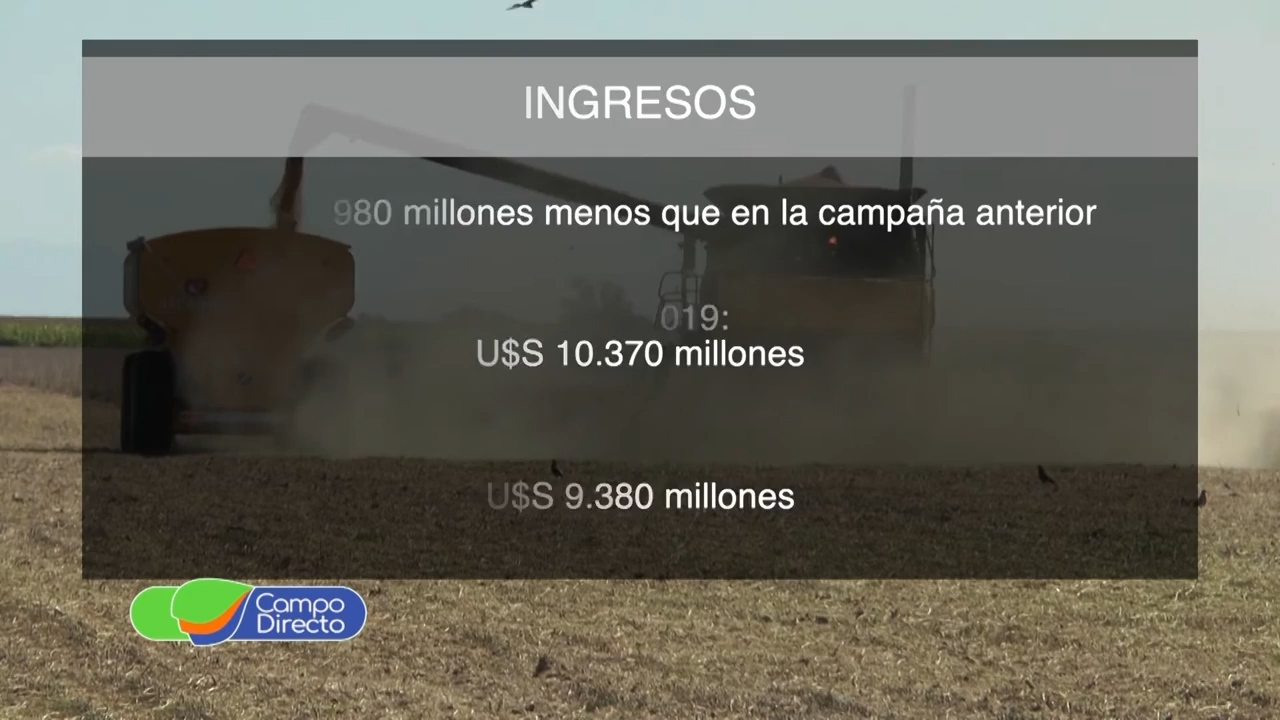 INGRESOS
980 millones menos que en la campaña anterior
019:
U$S 10.370 millones
U$S 9.380 millones
Campo
Directo